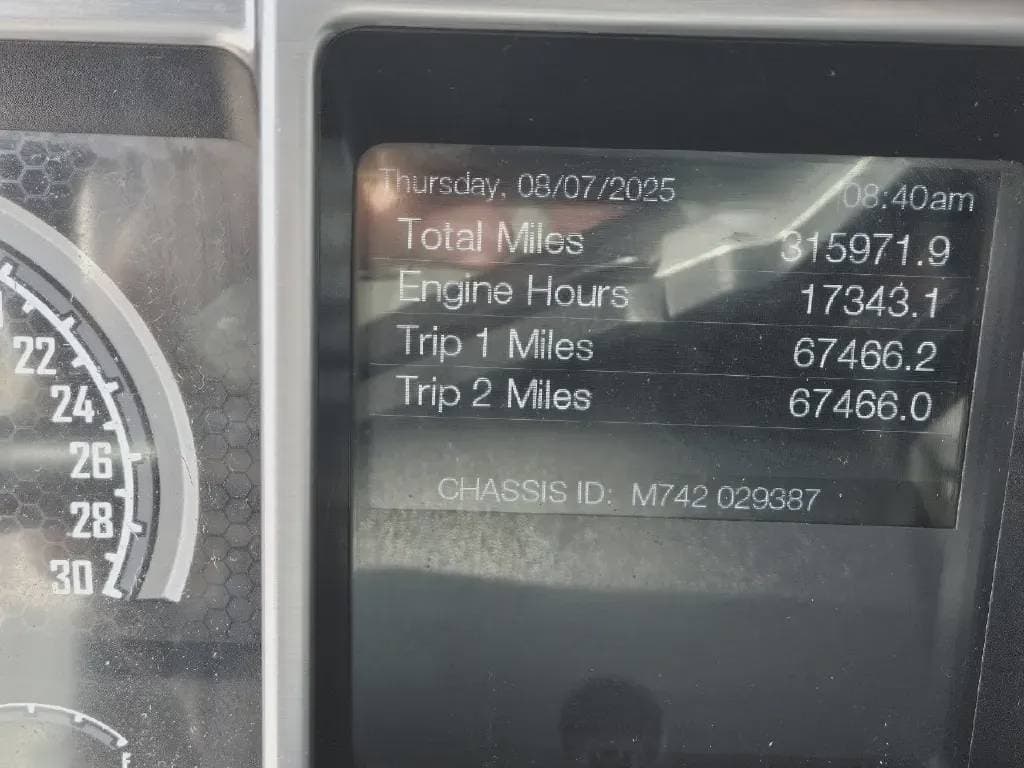 Thursday, 08/07/2025 08:40am
Total Miles 315971.9
Engine Hours 17343.1
Trip 1 Miles 67466.2
Trip 2 Miles 67466.0
CHASSIS ID: M742 029387
22
24
26
28
30